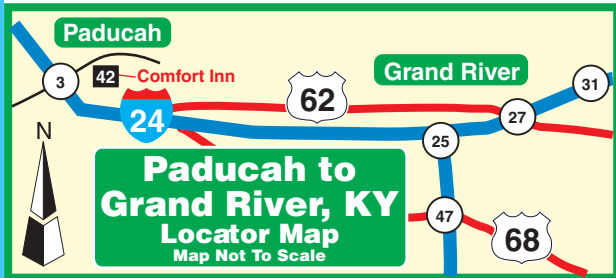 Paducah
3
42
Comfort Inn
24
62
Grand River
31
27
25
N
Paducah to
Grand River, KY
Locator Map
Map Not To Scale
47
68